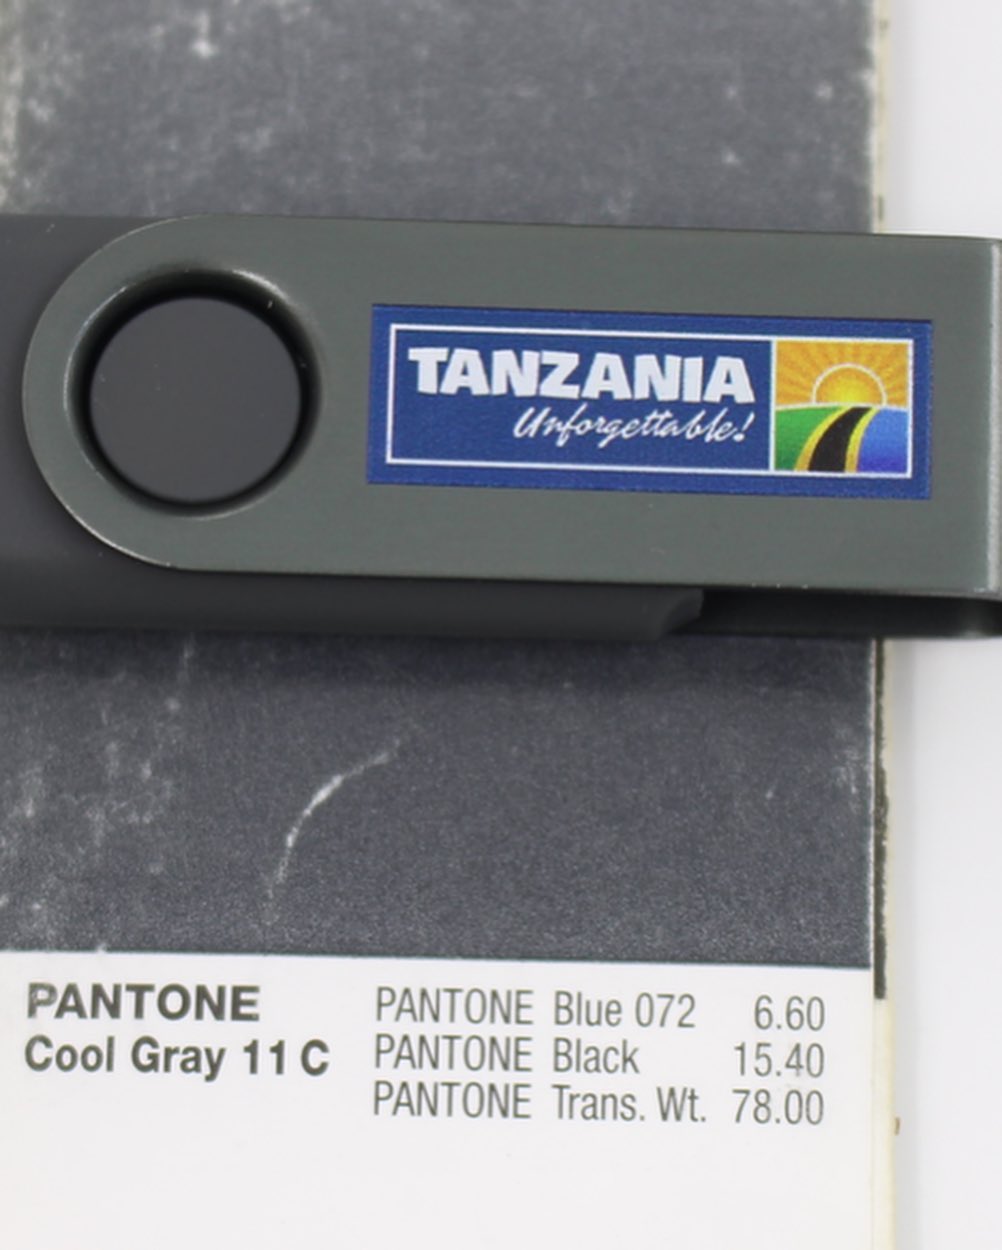 TANZANIA
Unforgettable!
PANTONE
Cool Gray 11 C
PANTONE Blue 072 6.60
PANTONE Black 15.40
PANTONE Trans. Wt. 78.00